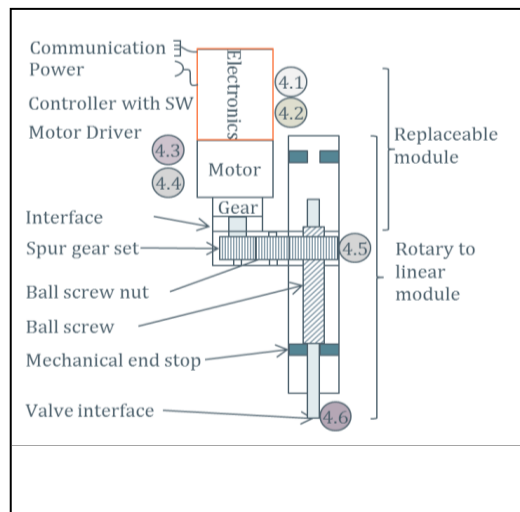 Communication
Power
Electronics
4.1
Controller with SW
4.2
Motor Driver
4.3
Replaceable
module
Motor
4.4
Gear
Interface
Spur gear set
4.5
Rotary to
linear
module
Ball screw nut
Ball screw
Mechanical end stop
Valve interface
4.6